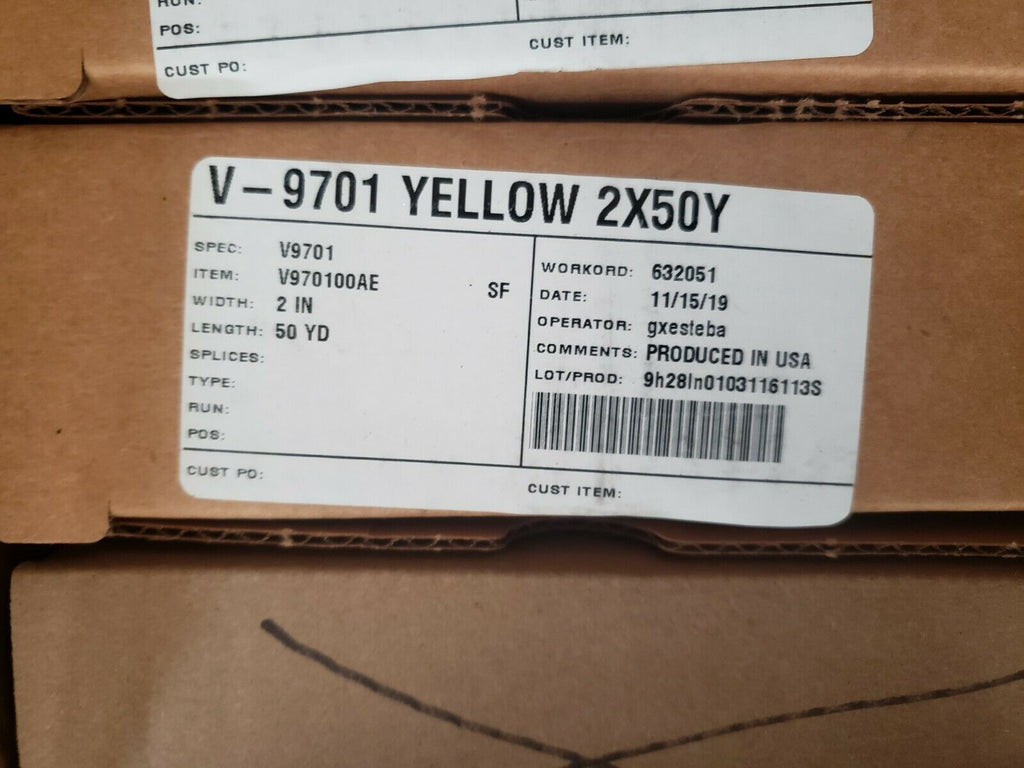 RUN:
POS:
CUST PO:
CUST ITEM:
V-9701 YELLOW 2X50Y
SPEC: V9701
ITEM: V970100AE
WIDTH: 2 IN
LENGTH: 50 YD
SPLICES:
TYPE:
RUN:
POS:
SF
WORKORD: 632051
DATE: 11/15/19
OPERATOR: gxesteba
COMMENTS: PRODUCED IN USA
LOT/PROD: 9h28ln0103116113S
CUST PO:
CUST ITEM: